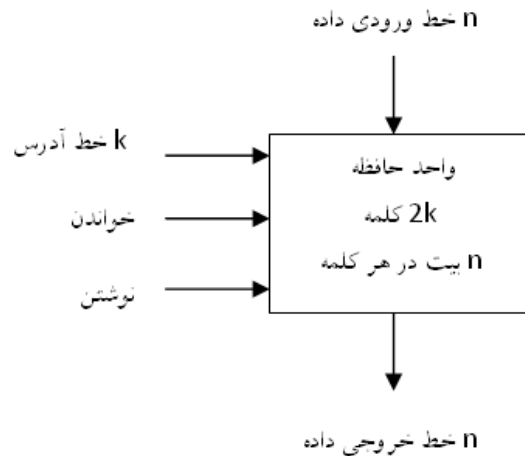 n خط ورودی داده
k خط آدرس
خواندن
نوشتن
واحد حافظه
2k کلمه
n بیت در هر کلمه
n خط خروجی داده